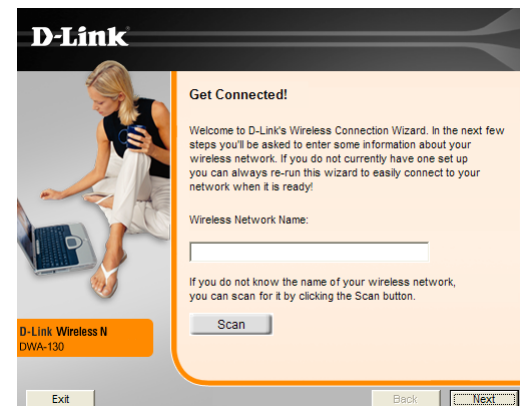 D-Link
Get Connected!
Welcome to D-Link's Wireless Connection Wizard. In the next few
steps you'll be asked to enter some information about your
wireless network. If you do not currently have one set up
you can always re-run this wizard to easily connect to your
network when it is ready!
Wireless Network Name:
If you do not know the name of your wireless network,
you can scan for it by clicking the Scan button.
Scan
D-Link Wireless N
DWA-130
Exit
Back
Next